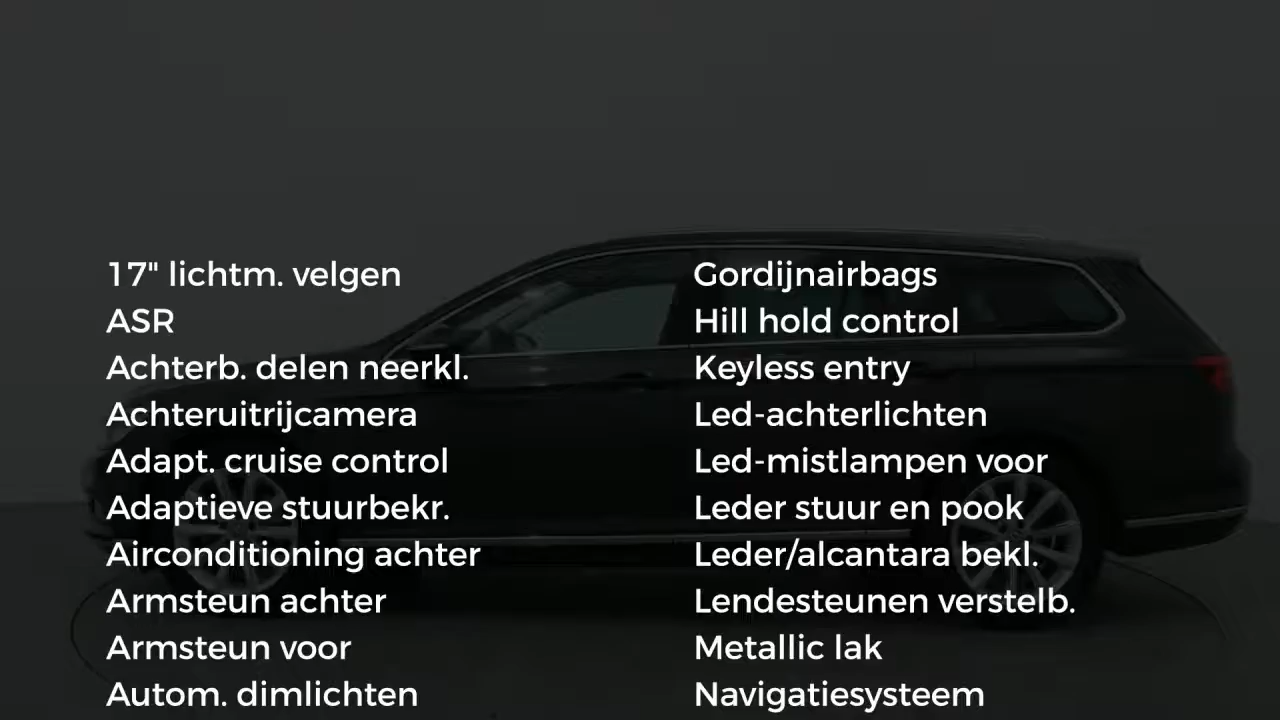 17" lichtm. velgen
ASR
Achterb. delen neerkl.
Achteruitrijcamera
Adapt. cruise control
Adaptieve stuurbekr.
Airconditioning achter
Armsteun achter
Armsteun voor
Autom. dimlichten
Gordijnairbags
Hill hold control
Keyless entry
Led-achterlichten
Led-mistlampen voor
Leder stuur en pook
Leder/alcantara bekl.
Lendesteunen verstelb.
Metallic lak
Navigatiesysteem